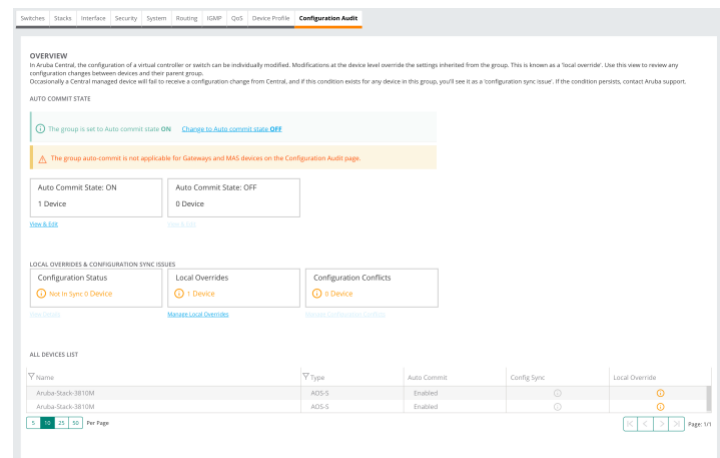 Switches Stacks Interface Security System Routing IGMP QoS Device Profile Configuration Audit
OVERVIEW
In Aruba Central, the configuration of a virtual controller or switch can be individually modified. Modifications at the device level override the settings inherited from the group. This is known as a 'local override'. Use this view to review any
configuration changes between devices and their parent group.
Occasionally a Central managed device will fail to receive a configuration change from Central, and if this condition exists for any device in this group, you'll see it as a 'configuration sync issue'. If the condition persists, contact Aruba support.
AUTO COMMIT STATE
The group is set to Auto commit state ON Change to Auto commit state OFF
The group auto-commit is not applicable for Gateways and MAS devices on the Configuration Audit page.
Auto Commit State: ON Auto Commit State: OFF
1 Device 0 Device
View & Edit View & Edit
LOCAL OVERRIDES & CONFIGURATION SYNC ISSUES
Configuration Status Local Overrides Configuration Conflicts
Not In Sync 0 Device 1 Device 0 Device
View Details Manage Local Overrides Manage Configuration Conflicts
ALL DEVICES LIST
Name Type Auto Commit Config Sync Local Override
Aruba-Stack-3810M AOS-S Enabled
Aruba-Stack-3810M AOS-S Enabled
5 10 25 50 Per Page Page: 1/1